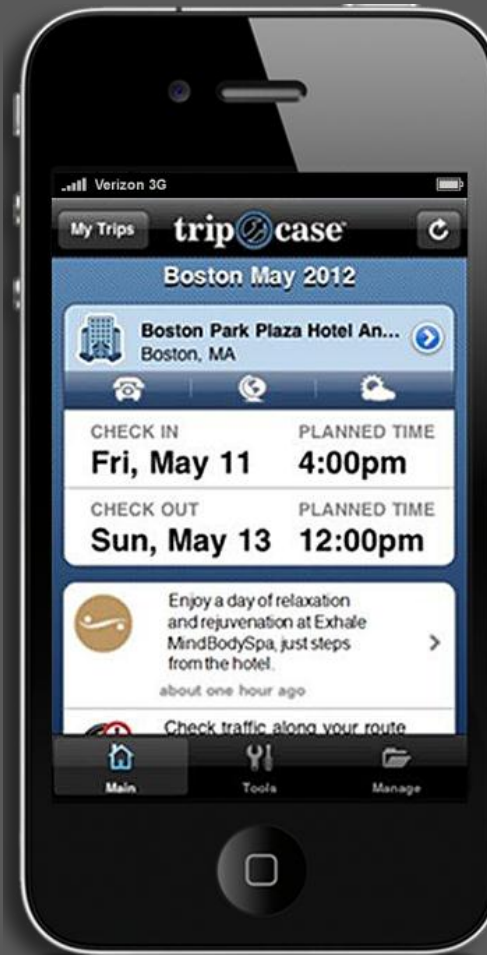 Verizon 3G
My Trips
trip case
Boston May 2012
Boston Park Plaza Hotel An...
Boston, MA
CHECK IN PLANNED TIME
Fri, May 11 4:00pm
CHECK OUT PLANNED TIME
Sun, May 13 12:00pm
Enjoy a day of relaxation
and rejuvenation at Exhale
MindBodySpa, just steps
from the hotel.
about one hour ago
Check traffic along your route
Main Tools Manage